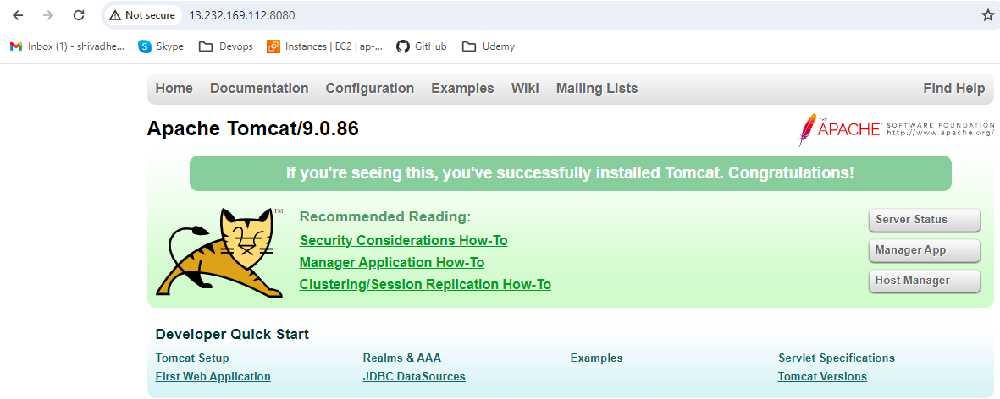 Not secure 13.232.169.112:8080
Inbox (1) - shivadhe... Skype Devops Instances | EC2 | ap-... GitHub Udemy
Home Documentation Configuration Examples Wiki Mailing Lists Find Help
Apache Tomcat/9.0.86
THE APACHE SOFTWARE FOUNDATION
http://www.apache.org/
If you're seeing this, you've successfully installed Tomcat. Congratulations!
TM
Recommended Reading:
Security Considerations How-To
Manager Application How-To
Clustering/Session Replication How-To
Server Status
Manager App
Host Manager
Developer Quick Start
Tomcat Setup Realms & AAA Examples Servlet Specifications
First Web Application JDBC DataSources Tomcat Versions